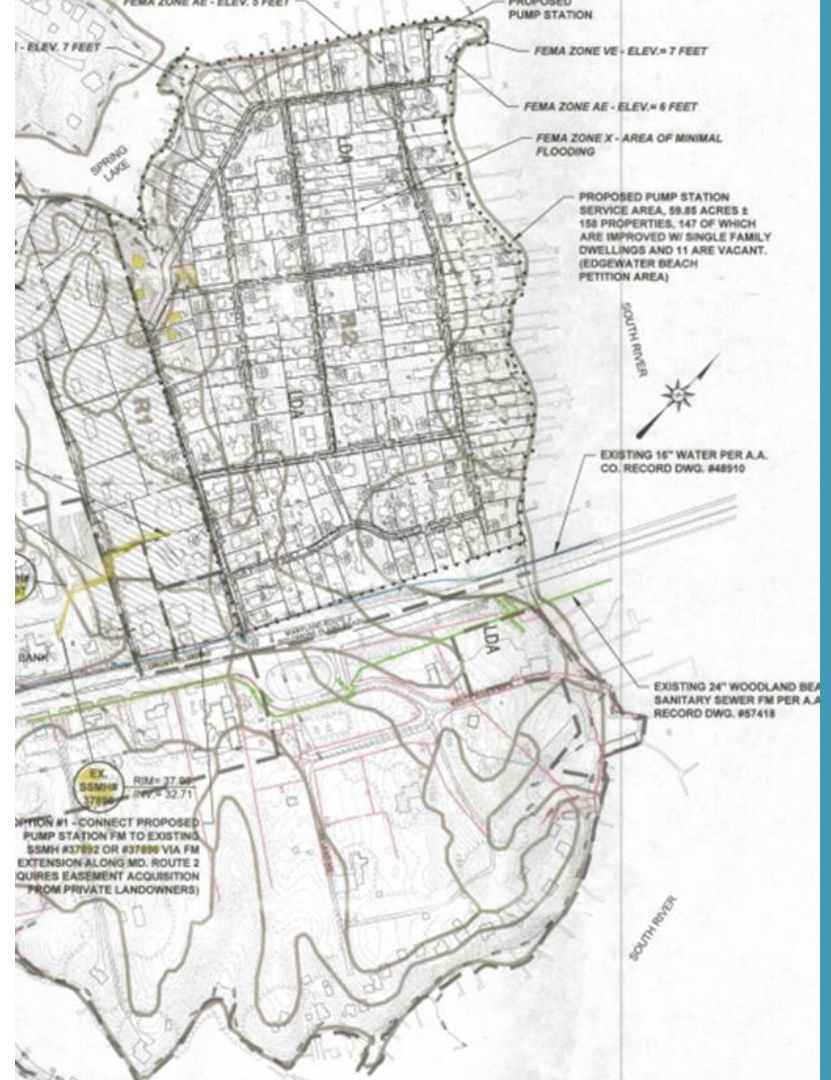 FEMA ZONE AE - ELEV. 5 FEET
PROPOSED
PUMP STATION
- ELEV. 7 FEET
FEMA ZONE VE - ELEV.= 7 FEET
FEMA ZONE AE - ELEV.= 6 FEET
FEMA ZONE X - AREA OF MINIMAL
FLOODING
LDA
SPRING
LAKE
PROPOSED PUMP STATION
SERVICE AREA, 59.85 ACRES ±
158 PROPERTIES, 147 OF WHICH
ARE IMPROVED W/ SINGLE FAMILY
DWELLINGS AND 11 ARE VACANT.
(EDGEWATER BEACH
PETITION AREA)
SOUTH RIVER
R2
LDA
R1
EXISTING 16" WATER PER A.A.
CO. RECORD DWG. #48910
BANK
LDA
EXISTING 24" WOODLAND BEA
SANITARY SEWER FM PER A.A
RECORD DWG. #57418
EX.
SSMH#
37896
RIM= 37.
INV.= 32.71
OPTION #1 - CONNECT PROPOSED
PUMP STATION FM TO EXISTING
SSMH #37892 OR #37896 VIA FM
EXTENSION ALONG MD. ROUTE 2
QUIRES EASEMENT ACQUISITION
FROM PRIVATE LANDOWNERS)
SOUTH RIVER